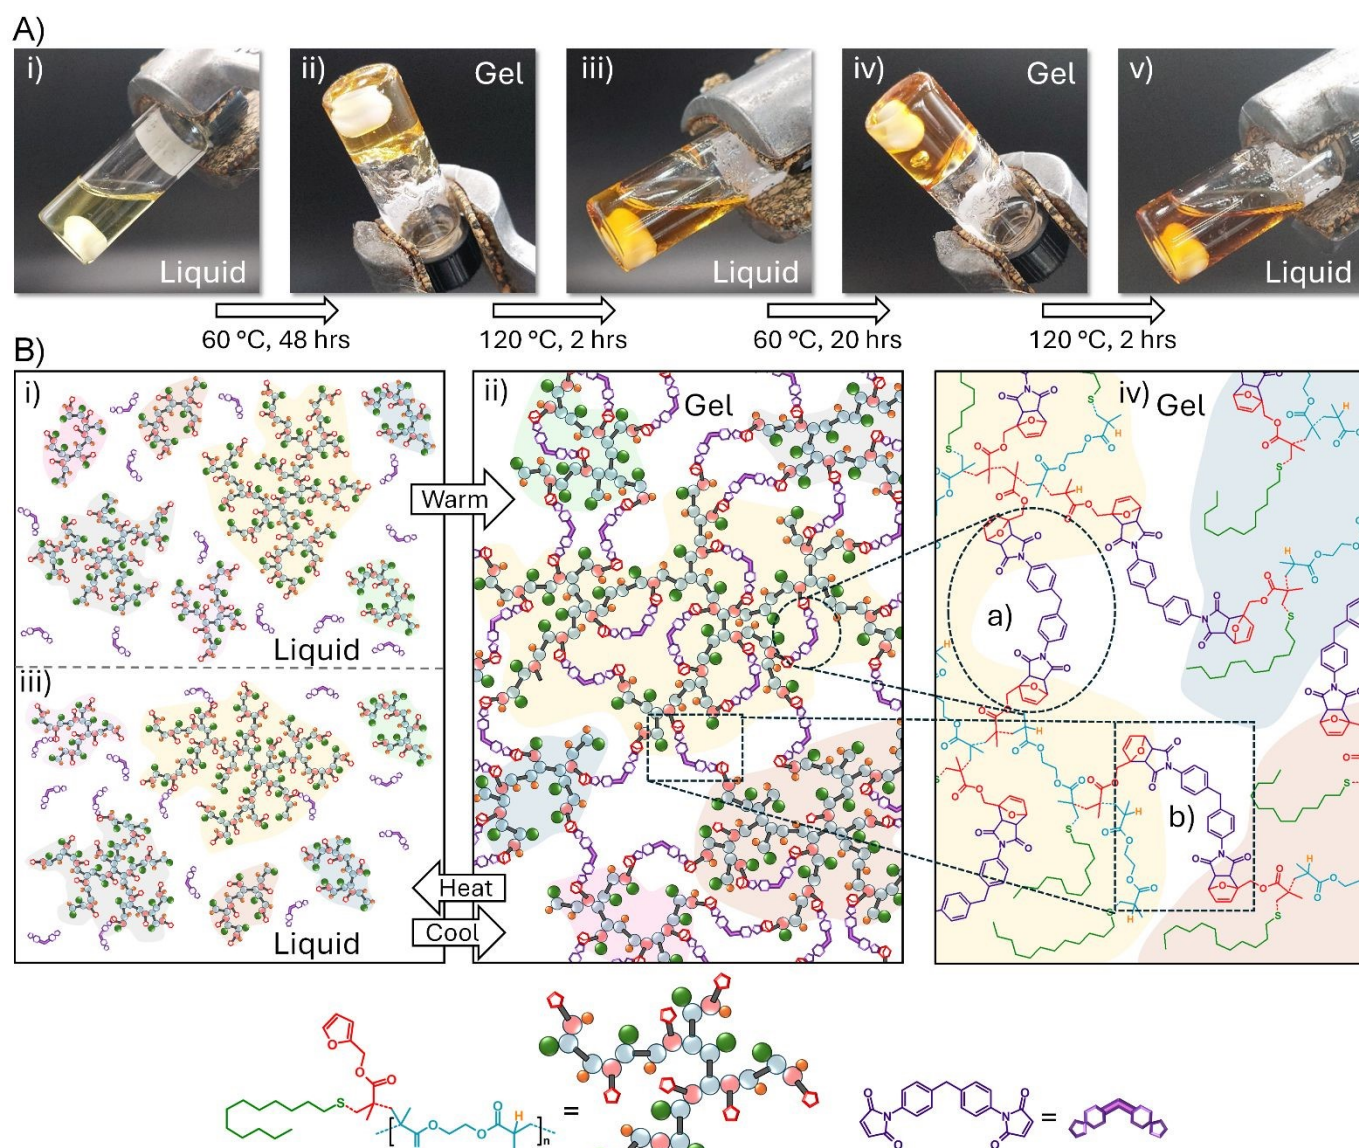 A)
i)
Liquid
ii)
Gel
iii)
Liquid
iv)
Gel
v)
Liquid
60 °C, 48 hrs
120 °C, 2 hrs
60 °C, 20 hrs
120 °C, 2 hrs
B)
i)
Liquid
iii)
Liquid
Warm
Heat
Cool
ii)
Gel
iv) Gel
a)
b)
O
O
O
S
H
n
=
O
N
O
O
N
O
=